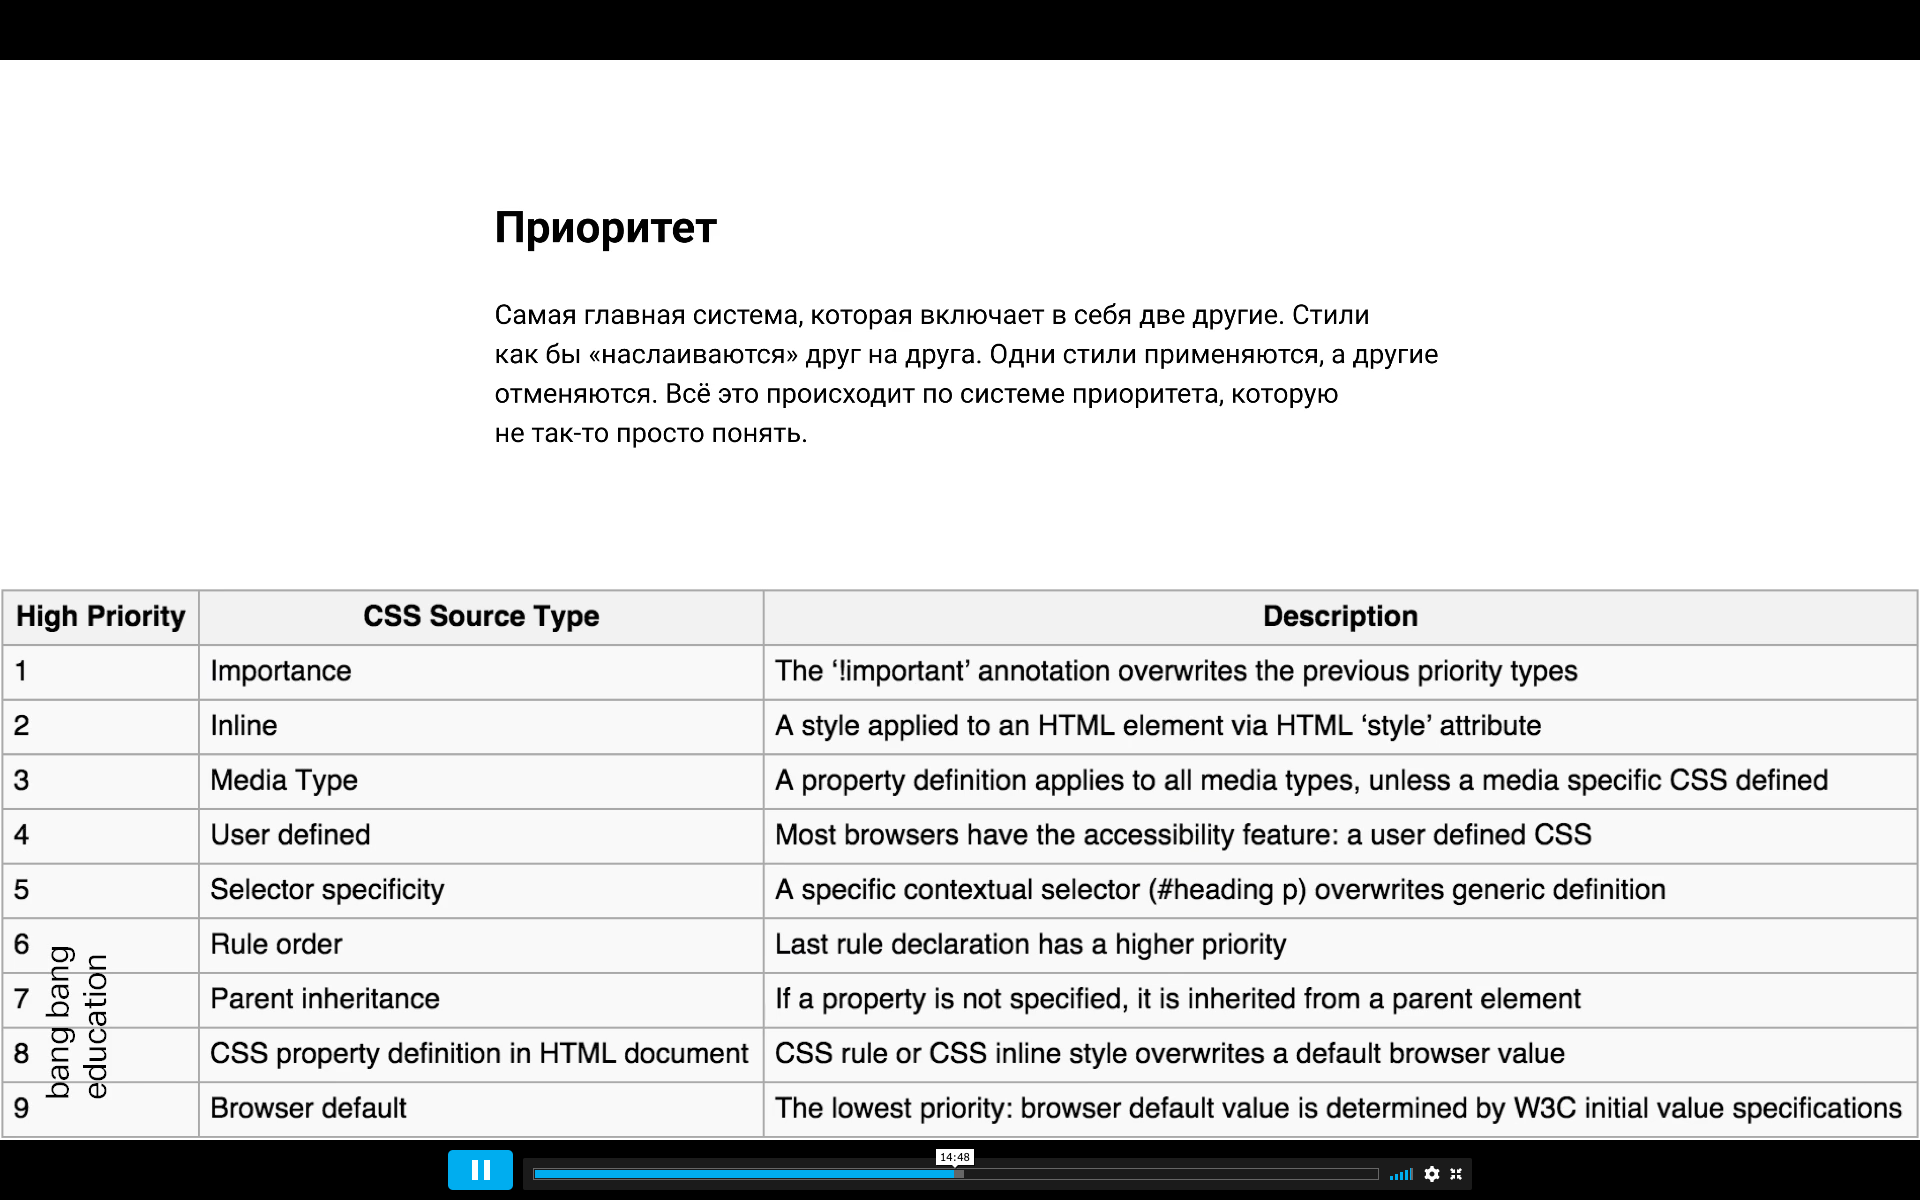 Приоритет
Самая главная система, которая включает в себя две другие. Стили
как бы «наслаиваются» друг на друга. Одни стили применяются, а другие
отменяются. Всё это происходит по системе приоритета, которую
не так-то просто понять.
High Priority CSS Source Type Description
1 Importance The ‘!important’ annotation overwrites the previous priority types
2 Inline A style applied to an HTML element via HTML ‘style’ attribute
3 Media Type A property definition applies to all media types, unless a media specific CSS defined
4 User defined Most browsers have the accessibility feature: a user defined CSS
5 Selector specificity A specific contextual selector (#heading p) overwrites generic definition
6 Rule order Last rule declaration has a higher priority
7 Parent inheritance If a property is not specified, it is inherited from a parent element
8 CSS property definition in HTML document CSS rule or CSS inline style overwrites a default browser value
9 Browser default The lowest priority: browser default value is determined by W3C initial value specifications
bang bang
education
14:48